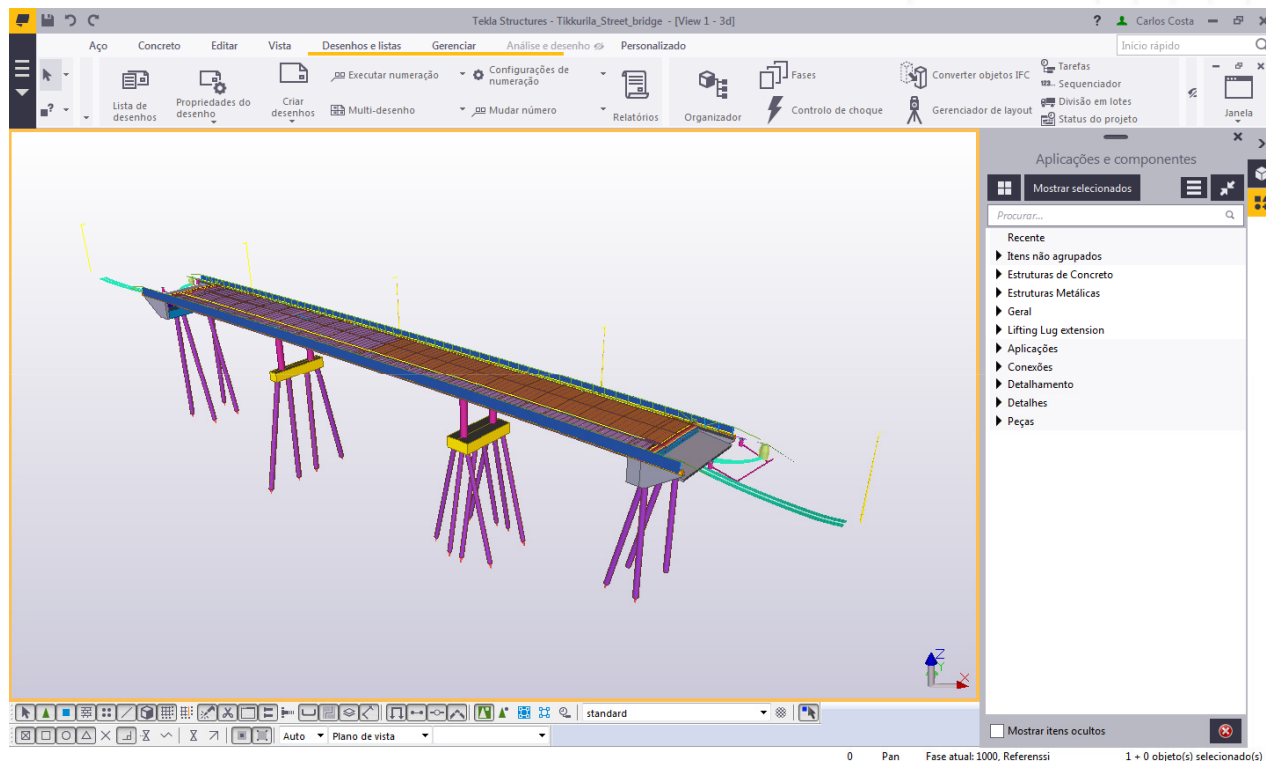 Tekla Structures - Tikkurila_Street_bridge - [View 1 - 3d]
? Carlos Costa
Aço Concreto Editar Vista Desenhos e listas Gerenciar Análise e desenho Personalizado
Início rápido
Lista de desenhos
Propriedades do desenho
Criar desenhos
Executar numeração
Multi-desenho
Configurações de numeração
Mudar número
Relatórios
Organizador
Fases
Controlo de choque
Converter objetos IFC
Gerenciador de layout
Tarefas
123.. Sequenciador
Divisão em lotes
Status do projeto
Janela
Aplicações e componentes
Mostrar selecionados
Procurar...
Recente
Itens não agrupados
Estruturas de Concreto
Estruturas Metálicas
Geral
Lifting Lug extension
Aplicações
Conexões
Detalhamento
Detalhes
Peças
Z
Y
X
standard
Auto
Plano de vista
Mostrar itens ocultos
0 Pan Fase atual: 1000, Referenssi 1 + 0 objeto(s) selecionado(s)